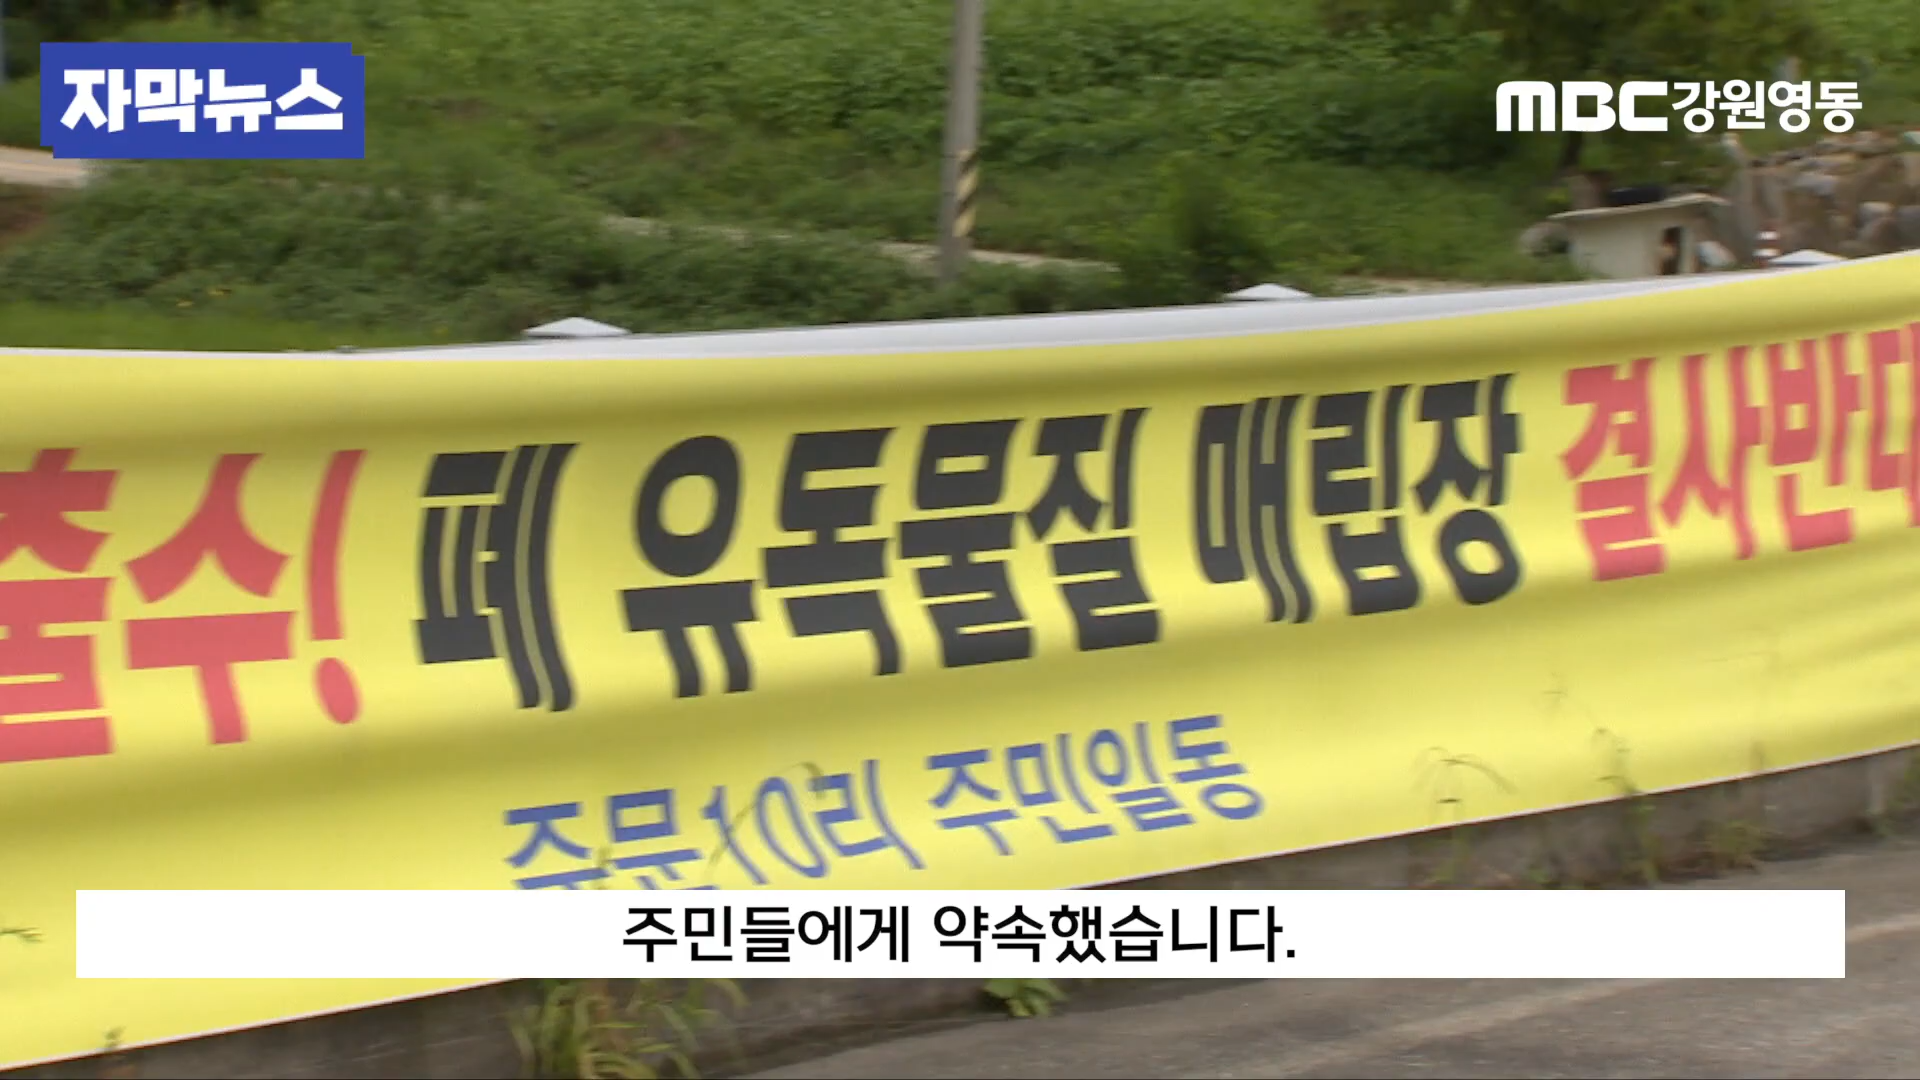 자막뉴스
MBC강원영동
출수! 폐 유독물질 매립장 결사반대
주문10리 주민일동
주민들에게 약속했습니다.